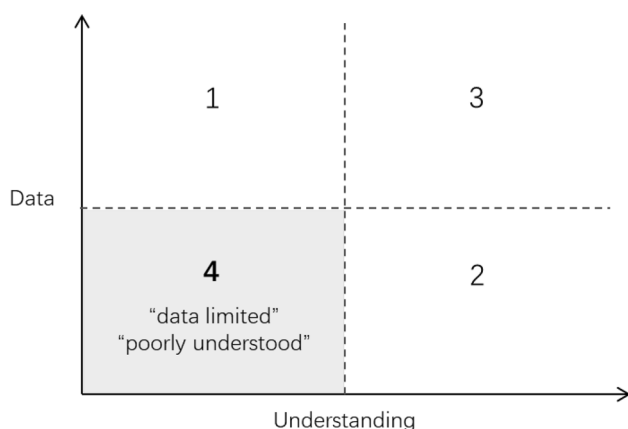 1
3
Data
4
2
“data limited”
“poorly understood”
Understanding